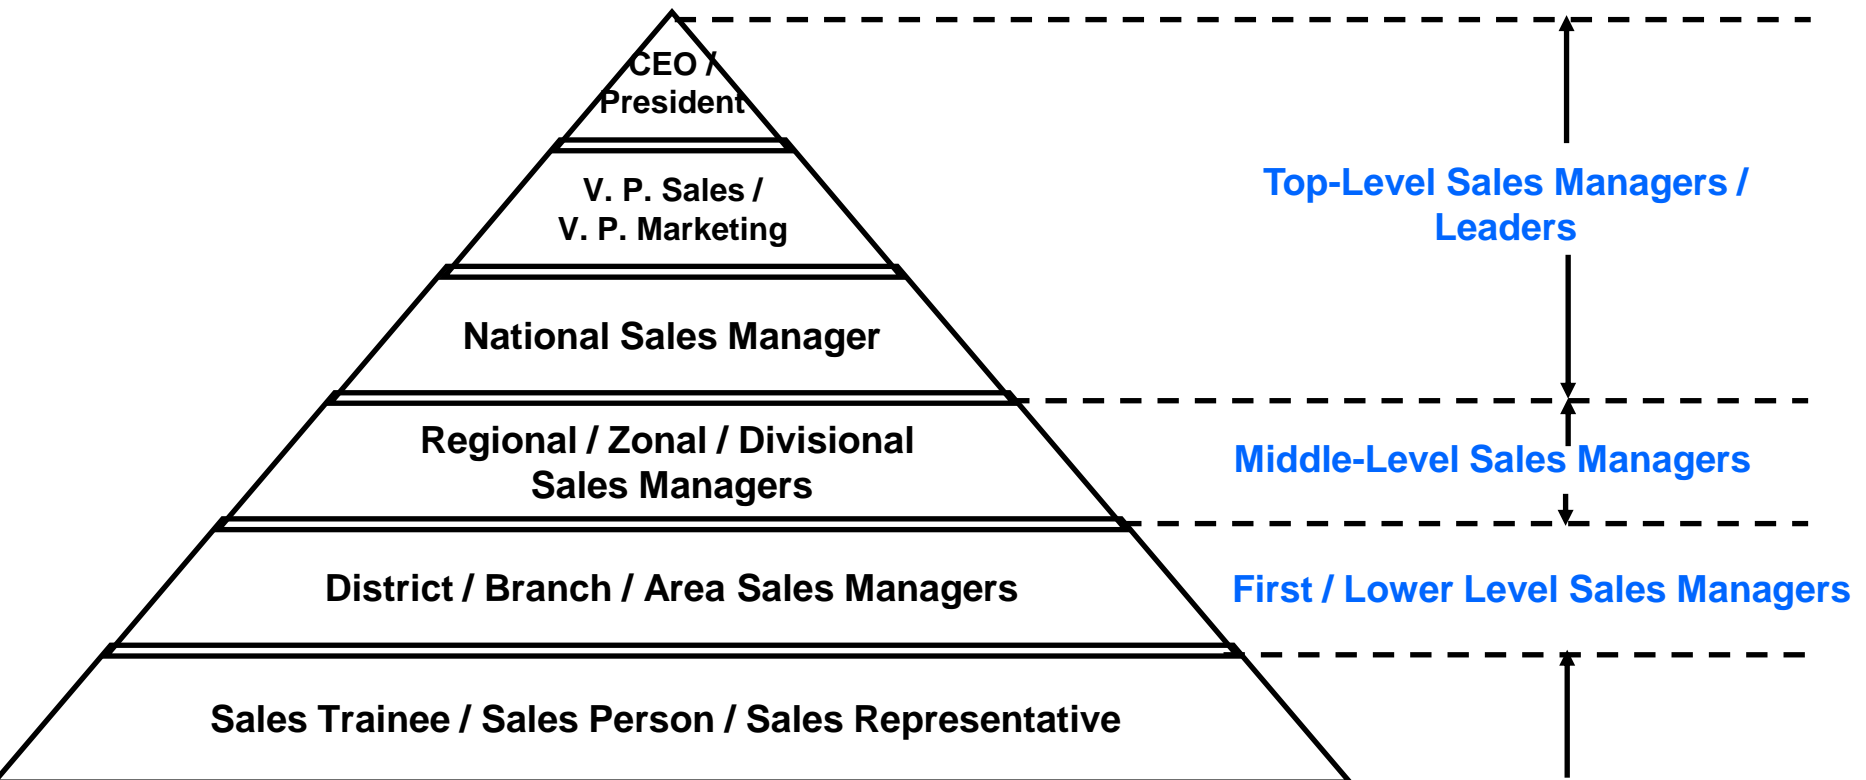 CEO /
President
V. P. Sales /
V. P. Marketing
Top-Level Sales Managers /
Leaders
National Sales Manager
Regional / Zonal / Divisional
Sales Managers
Middle-Level Sales Managers
District / Branch / Area Sales Managers
First / Lower Level Sales Managers
Sales Trainee / Sales Person / Sales Representative